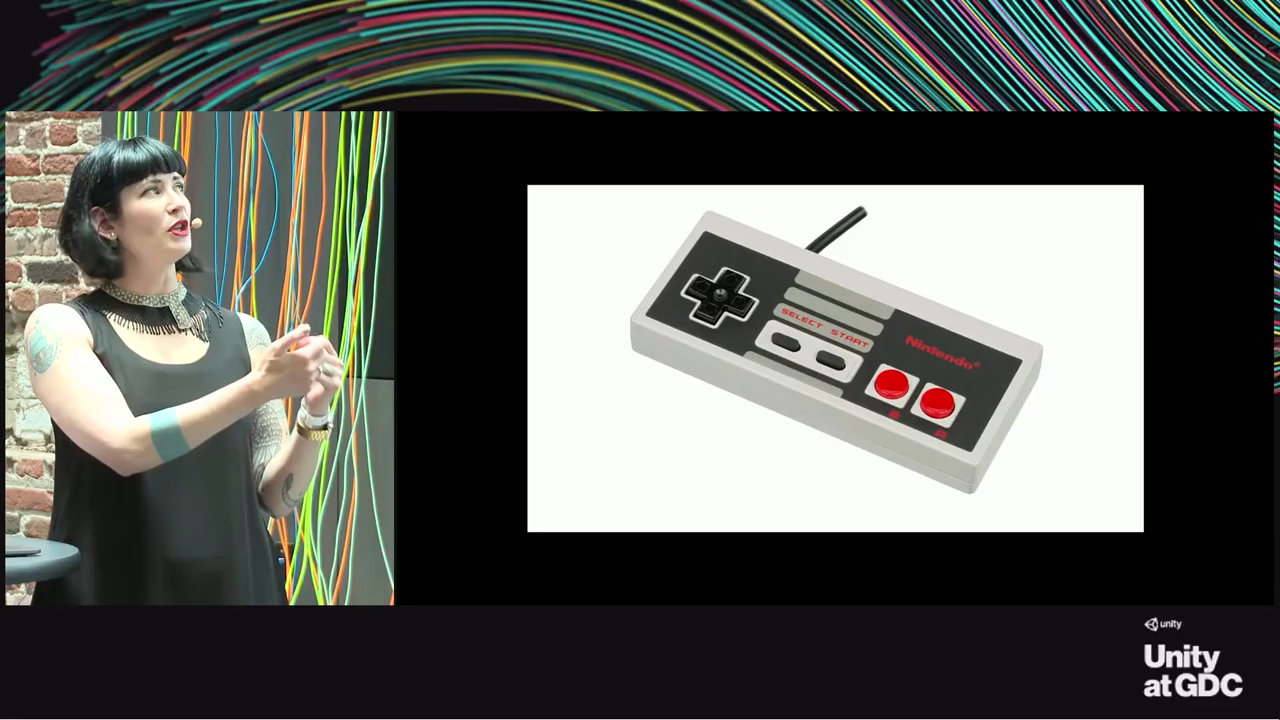 SELECT START
Nintendo®
B
A
unity
Unity
at GDC